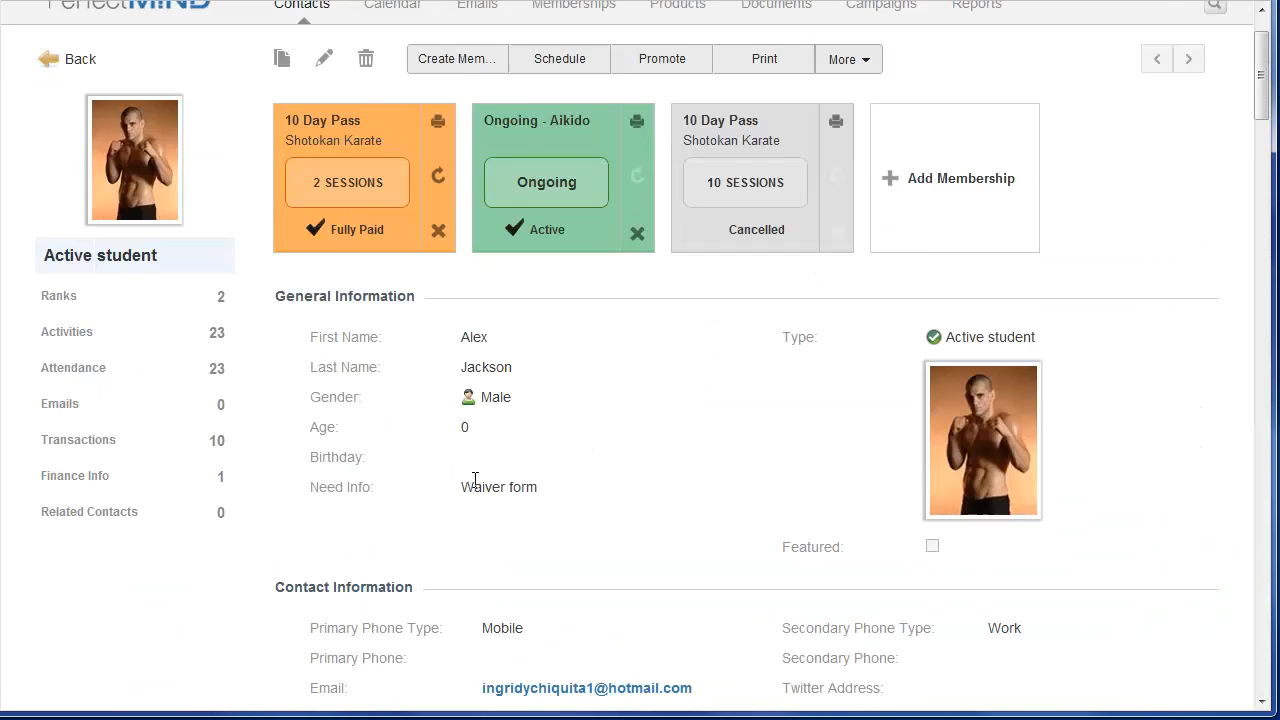 PerfectMIND Contacts Calendar Emails Memberships Products Documents Campaigns Reports
Back
Create Mem... Schedule Promote Print More
10 Day Pass
Shotokan Karate
2 SESSIONS
Fully Paid
Ongoing - Aikido
Ongoing
Active
10 Day Pass
Shotokan Karate
10 SESSIONS
Cancelled
Add Membership
Active student
Ranks 2
Activities 23
Attendance 23
Emails 0
Transactions 10
Finance Info 1
Related Contacts 0
General Information
First Name: Alex
Last Name: Jackson
Gender: Male
Age: 0
Birthday:
Need Info: Waiver form
Type: Active student
Featured:
Contact Information
Primary Phone Type: Mobile
Primary Phone:
Email: ingridychiquita1@hotmail.com
Secondary Phone Type: Work
Secondary Phone:
Twitter Address: